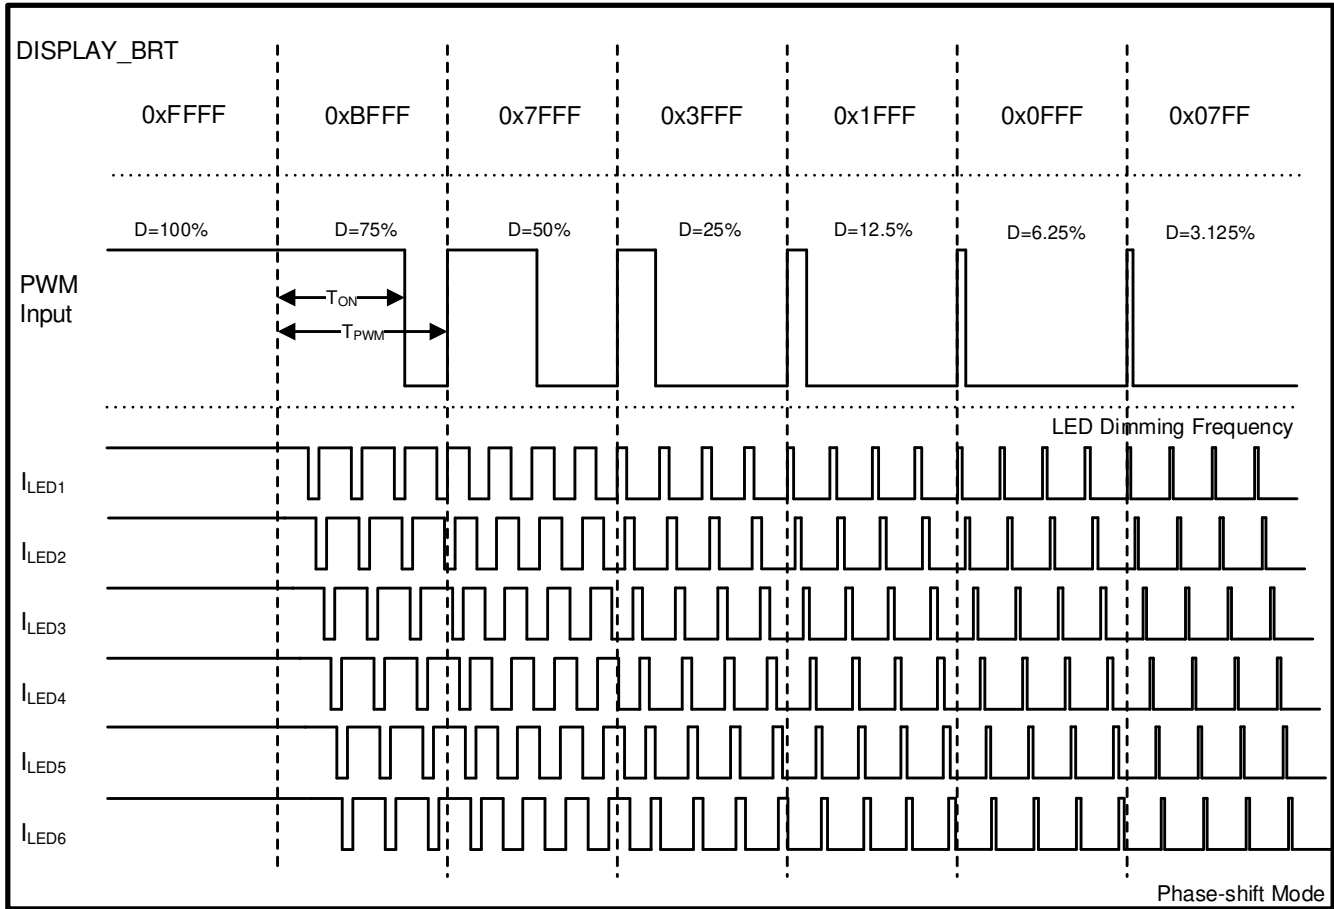 DISPLAY_BRT
0xFFFF 0xBFFF 0x7FFF 0x3FFF 0x1FFF 0x0FFF 0x07FF
D=100% D=75% D=50% D=25% D=12.5% D=6.25% D=3.125%
PWM
Input
TON
TPWM
LED Dimming Frequency
ILED1
ILED2
ILED3
ILED4
ILED5
ILED6
Phase-shift Mode